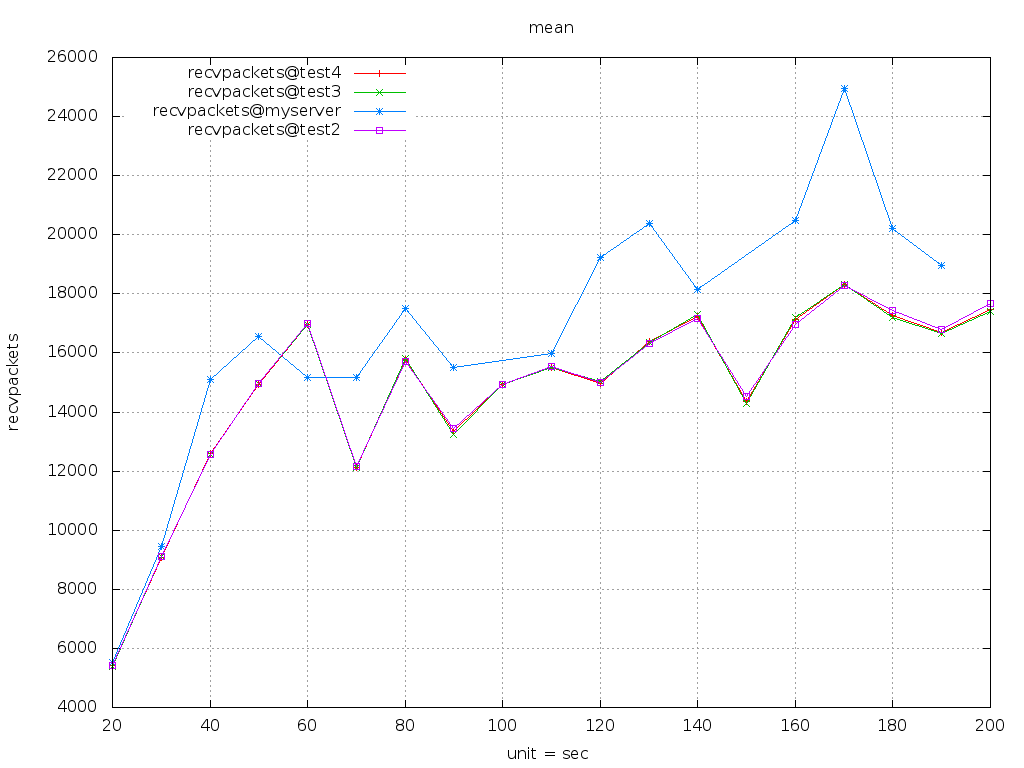 mean
26000
24000
22000
20000
18000
16000
14000
12000
10000
8000
6000
4000
recvpackets
recvpackets@test4
recvpackets@test3
recvpackets@myserver
recvpackets@test2
20 40 60 80 100 120 140 160 180 200
unit = sec